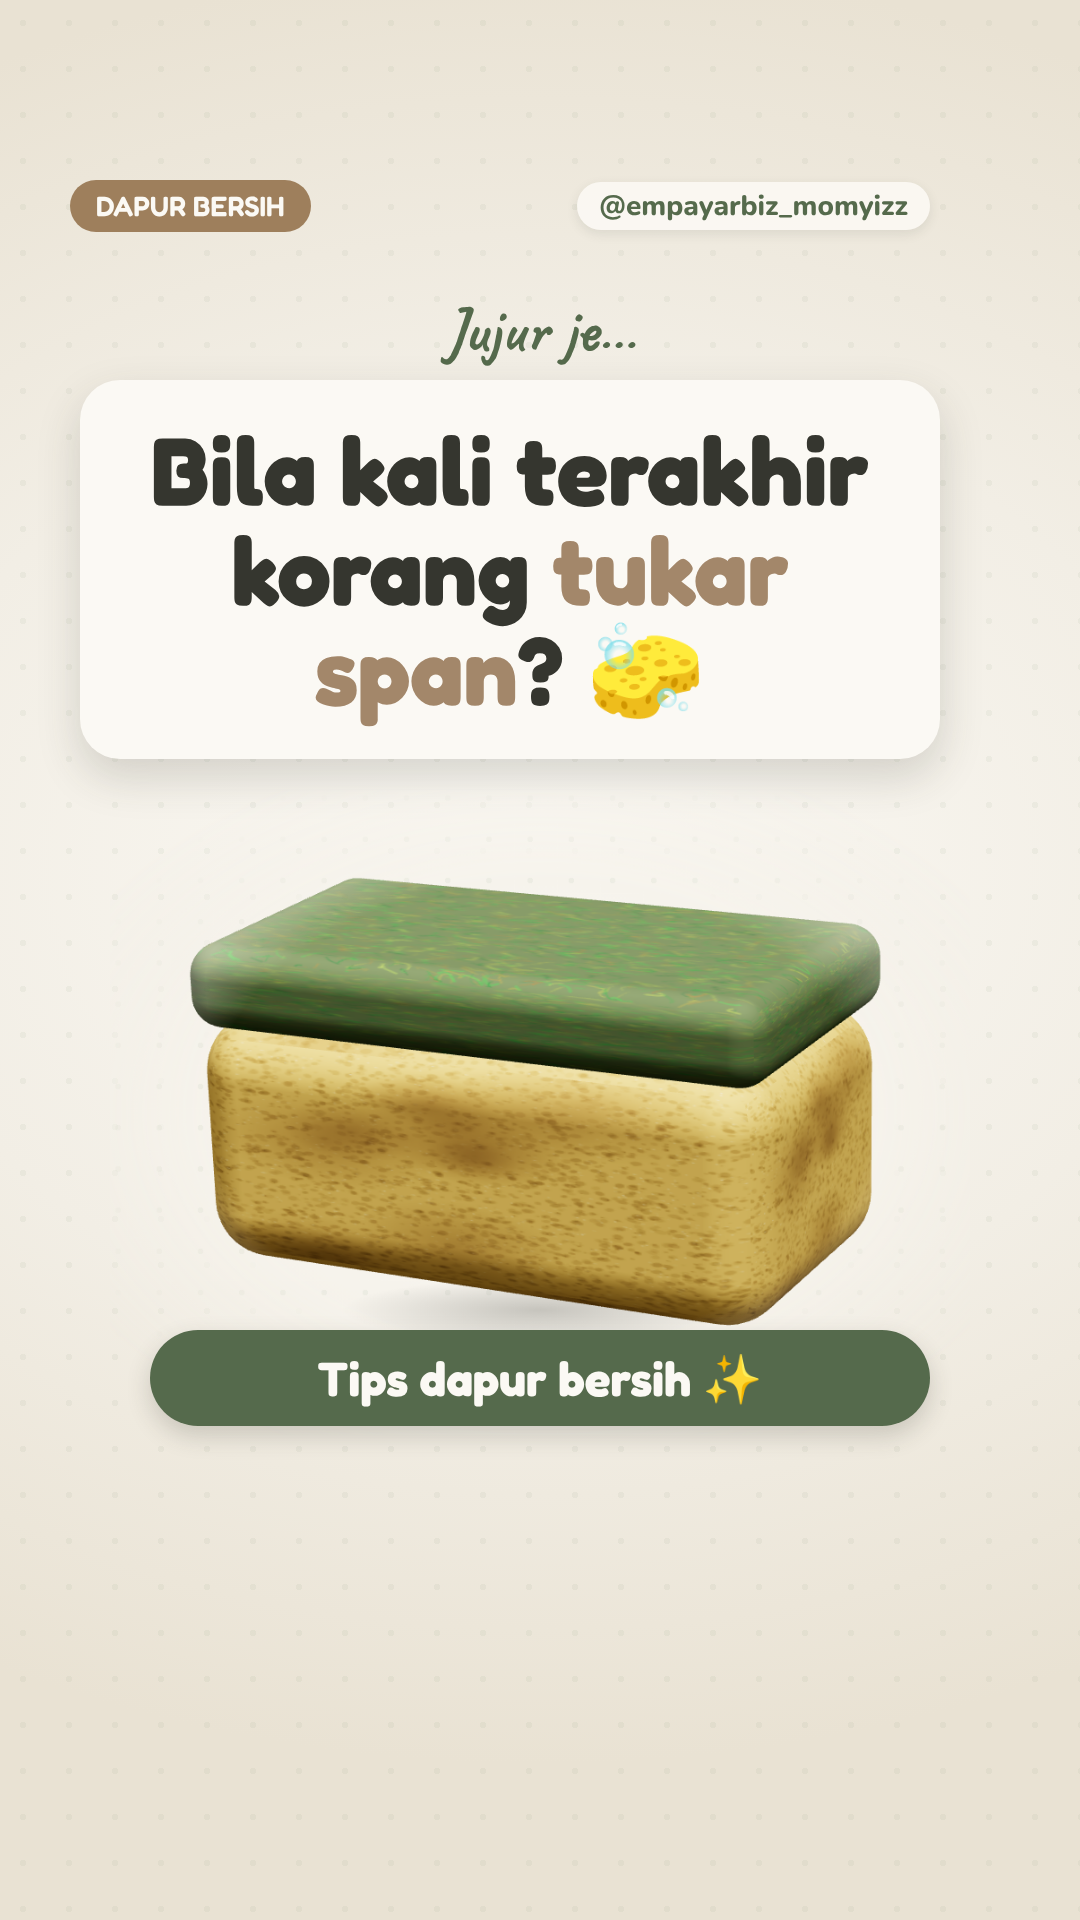 DAPUR BERSIH
@empayarbiz_momyizz
Jujur je...
Bila kali terakhir
korang tukar
span? 🧽
Tips dapur bersih ✨